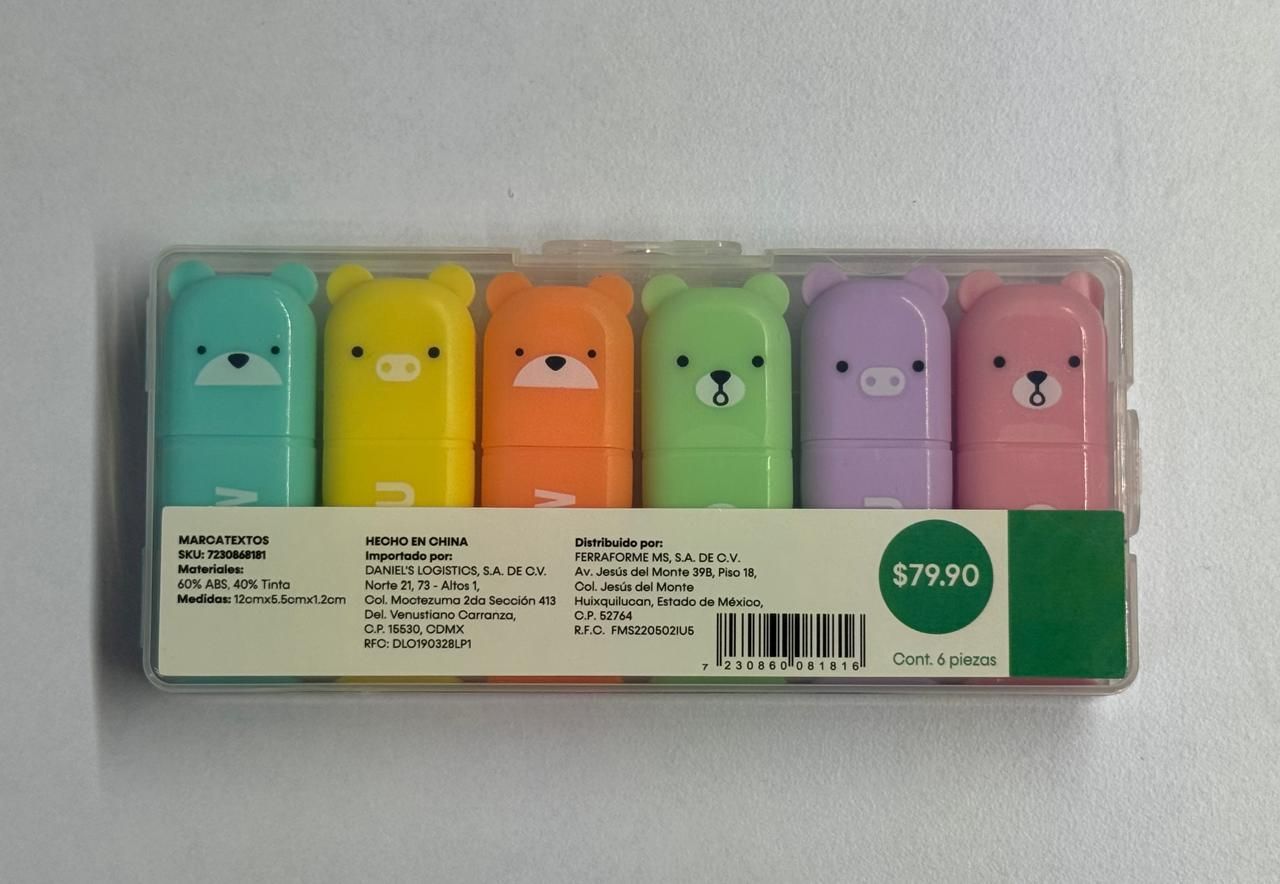 V
U
V
U
MARCATEXTOS
SKU: 7230868181
Materiales:
60% ABS, 40% Tinta
Medidas: 12cmx5.5cmx1.2cm
HECHO EN CHINA
Importado por:
DANIEL'S LOGISTICS, S.A. DE C.V.
Norte 21, 73 - Altos 1,
Col. Moctezuma 2da Sección 413
Del. Venustiano Carranza,
C.P. 15530, CDMX
RFC: DLO190328LP1
Distribuido por:
FERRAFORME MS, S.A. DE C.V.
Av. Jesús del Monte 39B, Piso 18,
Col. Jesús del Monte
Huixquilucan, Estado de México,
C.P. 52764
R.F.C. FMS220502IU5
7 230860 081816
$79.90
Cont. 6 piezas